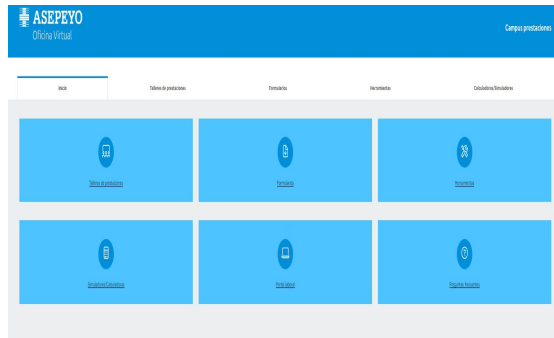 ASEPEYO
Oficina Virtual
Campus prestaciones
Inicio
Talleres de prestaciones
Formularios
Herramientas
Calculadoras/Simuladores
Talleres de prestaciones
Formularios
Herramientas
Simuladores/Calculadoras
Portal laboral
Preguntas frecuentes